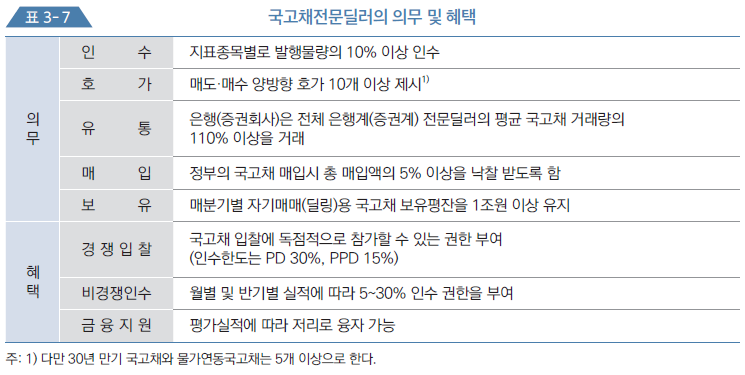 표 3-7 국고채전문딜러의 의무 및 혜택
의무
인 수 지표종목별로 발행물량의 10% 이상 인수
호 가 매도·매수 양방향 호가 10개 이상 제시1)
유 통 은행(증권회사)은 전체 은행계(증권계) 전문딜러의 평균 국고채 거래량의
110% 이상을 거래
매 입 정부의 국고채 매입시 총 매입액의 5% 이상을 낙찰 받도록 함
보 유 매분기별 자기매매(딜링)용 국고채 보유평잔을 1조원 이상 유지
혜택
경쟁입찰 국고채 입찰에 독점적으로 참가할 수 있는 권한 부여
(인수한도는 PD 30%, PPD 15%)
비경쟁인수 월별 및 반기별 실적에 따라 5~30% 인수 권한을 부여
금융지원 평가실적에 따라 저리로 융자 가능
주: 1) 다만 30년 만기 국고채와 물가연동국고채는 5개 이상으로 한다.